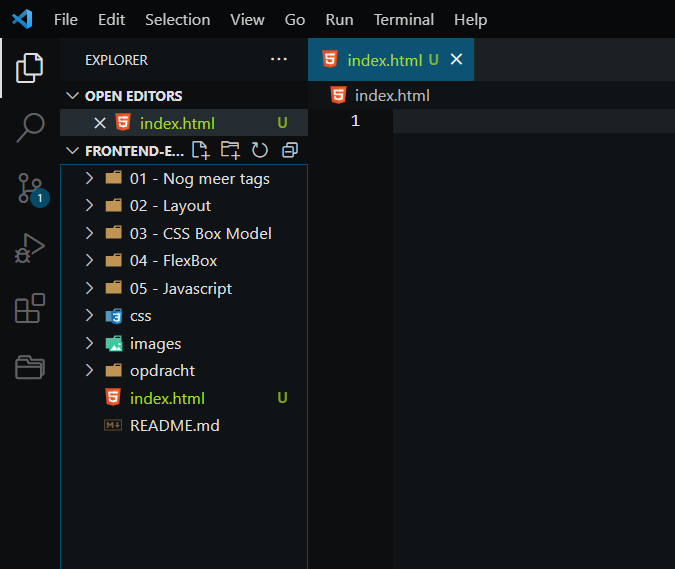 File Edit Selection View Go Run Terminal Help
EXPLORER ...
index.html U
OPEN EDITORS
index.html
index.html U
1
FRONTEND-E...
01 - Nog meer tags
02 - Layout
1
03 - CSS Box Model
04 - FlexBox
05 - Javascript
css
images
opdracht
index.html U
README.md